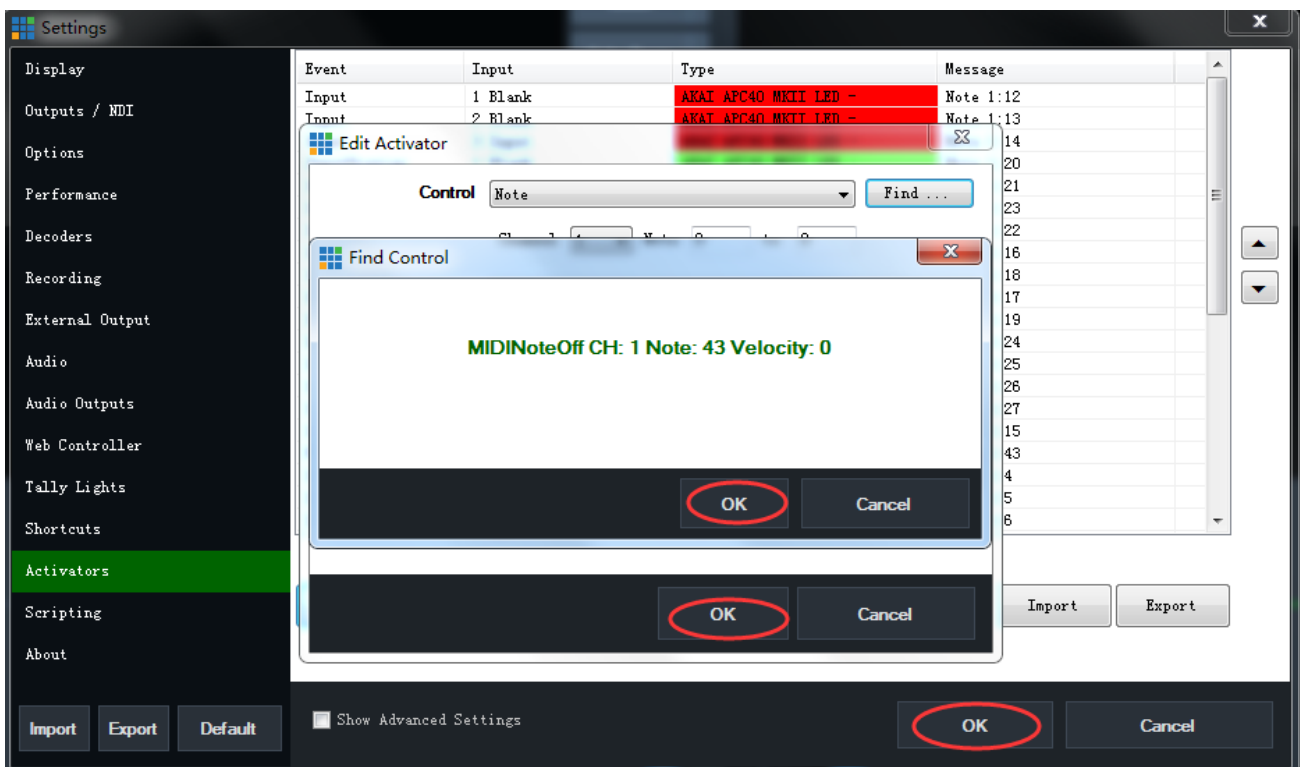 Settings
x
Display
Outputs / NDI
Options
Performance
Decoders
Recording
External Output
Audio
Audio Outputs
Web Controller
Tally Lights
Shortcuts
Activators
Scripting
About
Import Export Default
Event Input Type Message
Input 1 Blank AKAI APC40 MKII LED - Note 1:12
Input 2 Blank AKAI APC40 MKII LED - Note 1:13
14
20
21
23
22
16
18
17
19
24
25
26
27
15
43
4
5
6
Edit Activator
Control Note Find ...
Find Control
MIDINoteOff CH: 1 Note: 43 Velocity: 0
OK Cancel
OK Cancel
Import Export
Show Advanced Settings
OK Cancel